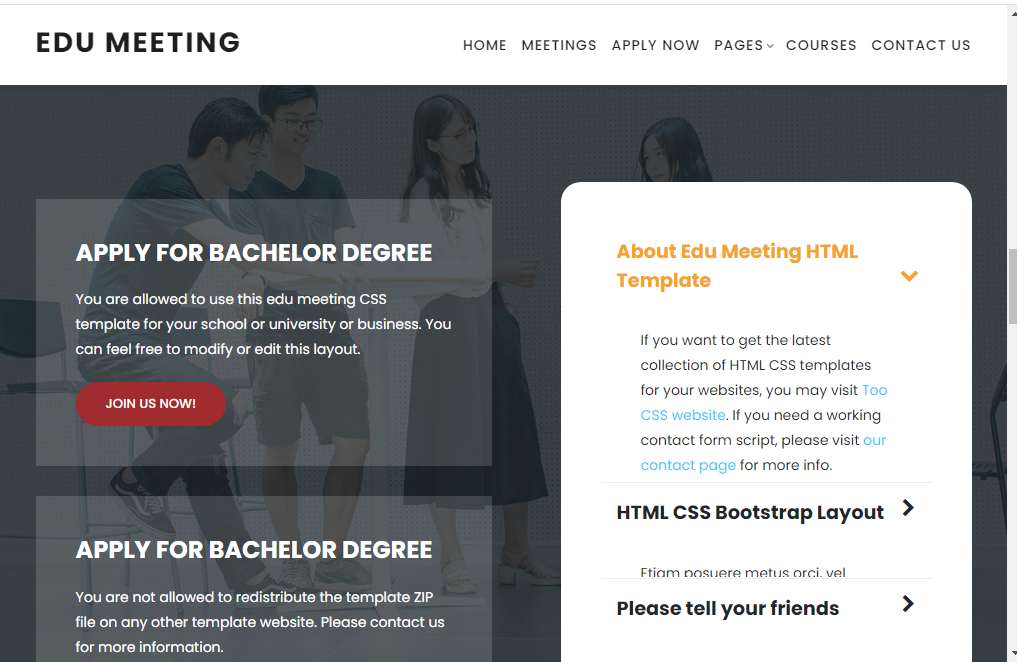 EDU MEETING
HOME MEETINGS APPLY NOW PAGES COURSES CONTACT US
APPLY FOR BACHELOR DEGREE
You are allowed to use this edu meeting CSS
template for your school or university or business. You
can feel free to modify or edit this layout.
JOIN US NOW!
APPLY FOR BACHELOR DEGREE
You are not allowed to redistribute the template ZIP
file on any other template website. Please contact us
for more information.
About Edu Meeting HTML
Template
If you want to get the latest
collection of HTML CSS templates
for your websites, you may visit Too
CSS website. If you need a working
contact form script, please visit our
contact page for more info.
HTML CSS Bootstrap Layout
Etiam posuere metus orci, vel
Please tell your friends